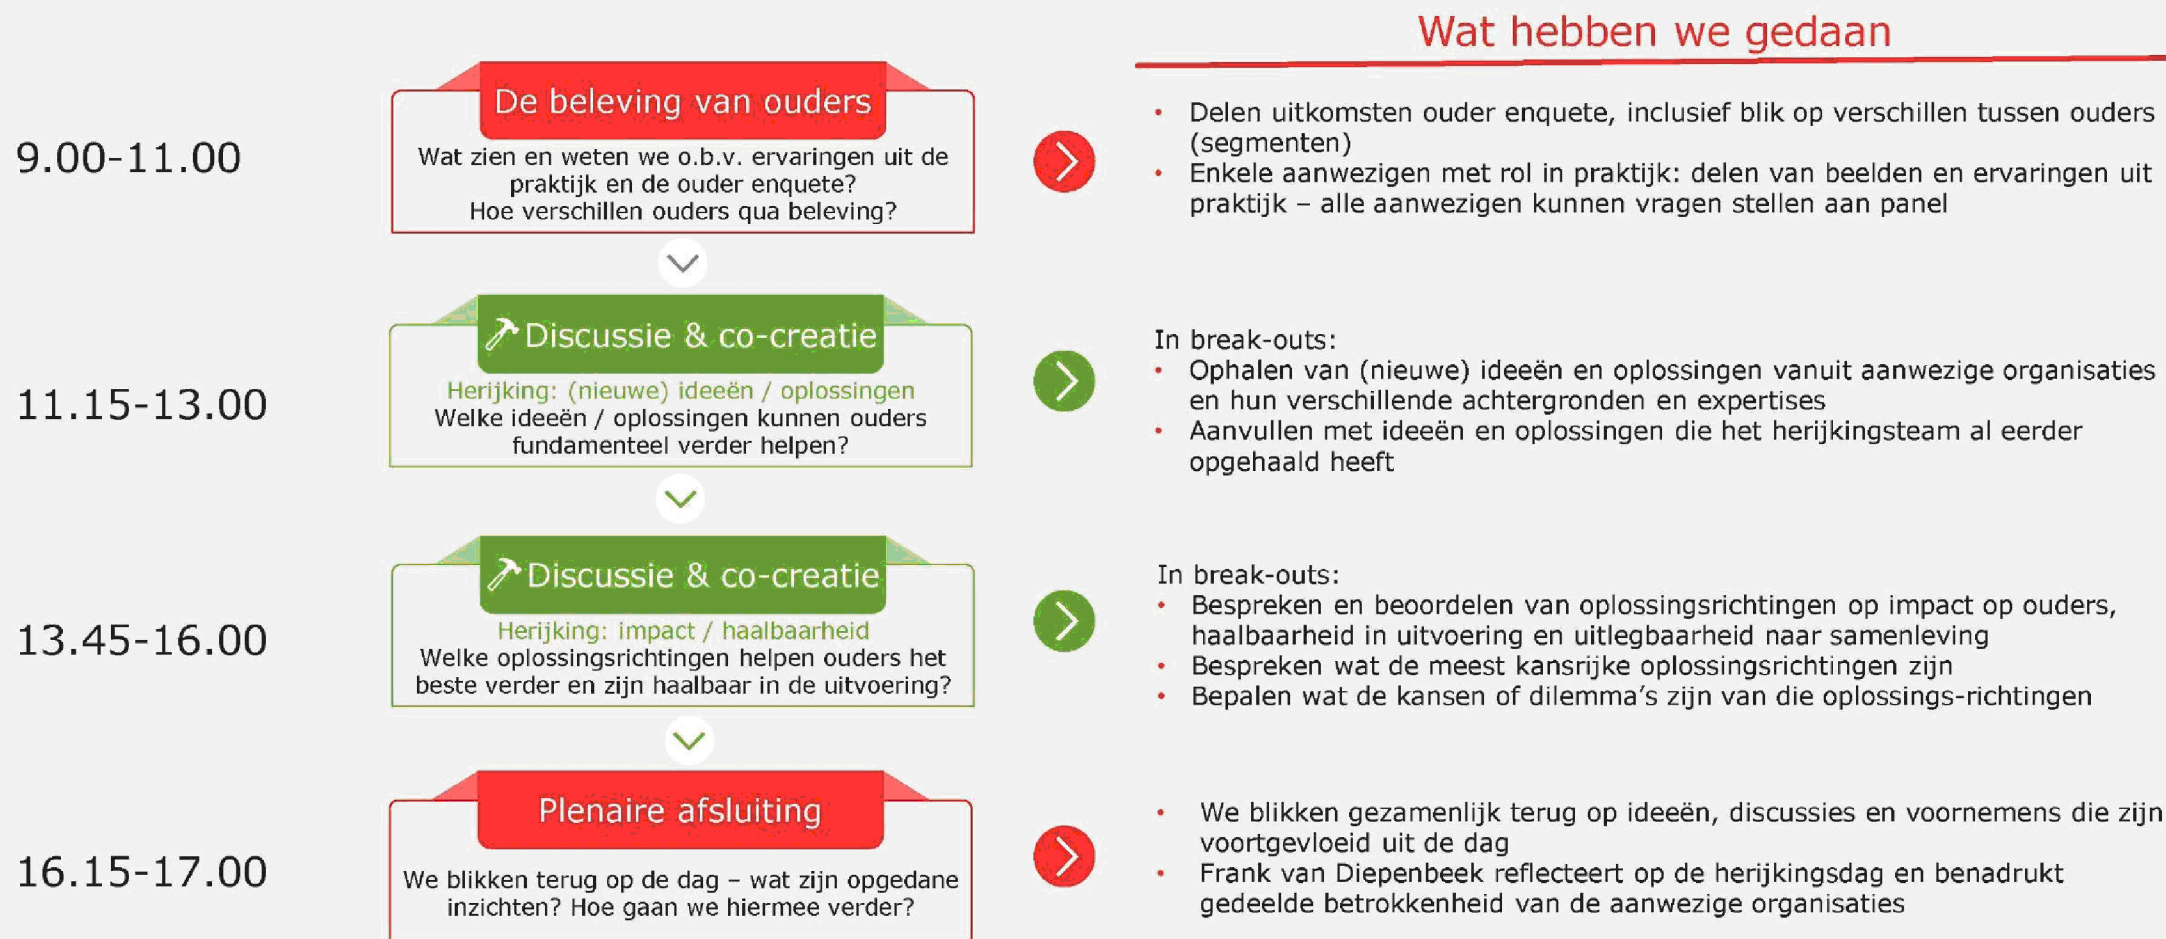 Wat hebben we gedaan
9.00-11.00
De beleving van ouders
Wat zien en weten we o.b.v. ervaringen uit de
praktijk en de ouder enquete?
Hoe verschillen ouders qua beleving?
• Delen uitkomsten ouder enquete, inclusief blik op verschillen tussen ouders
(segmenten)
• Enkele aanwezigen met rol in praktijk: delen van beelden en ervaringen uit
praktijk – alle aanwezigen kunnen vragen stellen aan panel
11.15-13.00
Discussie & co-creatie
Herijking: (nieuwe) ideeën / oplossingen
Welke ideeën / oplossingen kunnen ouders
fundamenteel verder helpen?
In break-outs:
• Ophalen van (nieuwe) ideeën en oplossingen vanuit aanwezige organisaties
en hun verschillende achtergronden en expertises
• Aanvullen met ideeën en oplossingen die het herijkingsteam al eerder
opgehaald heeft
13.45-16.00
Discussie & co-creatie
Herijking: impact / haalbaarheid
Welke oplossingsrichtingen helpen ouders het
beste verder en zijn haalbaar in de uitvoering?
In break-outs:
• Bespreken en beoordelen van oplossingsrichtingen op impact op ouders,
haalbaarheid in uitvoering en uitlegbaarheid naar samenleving
• Bespreken wat de meest kansrijke oplossingsrichtingen zijn
• Bepalen wat de kansen of dilemma's zijn van die oplossings-richtingen
16.15-17.00
Plenaire afsluiting
We blikken terug op de dag – wat zijn opgedane
inzichten? Hoe gaan we hiermee verder?
• We blikken gezamenlijk terug op ideeën, discussies en voornemens die zijn
voortgevloeid uit de dag
• Frank van Diepenbeek reflecteert op de herijkingsdag en benadrukt
gedeelde betrokkenheid van de aanwezige organisaties